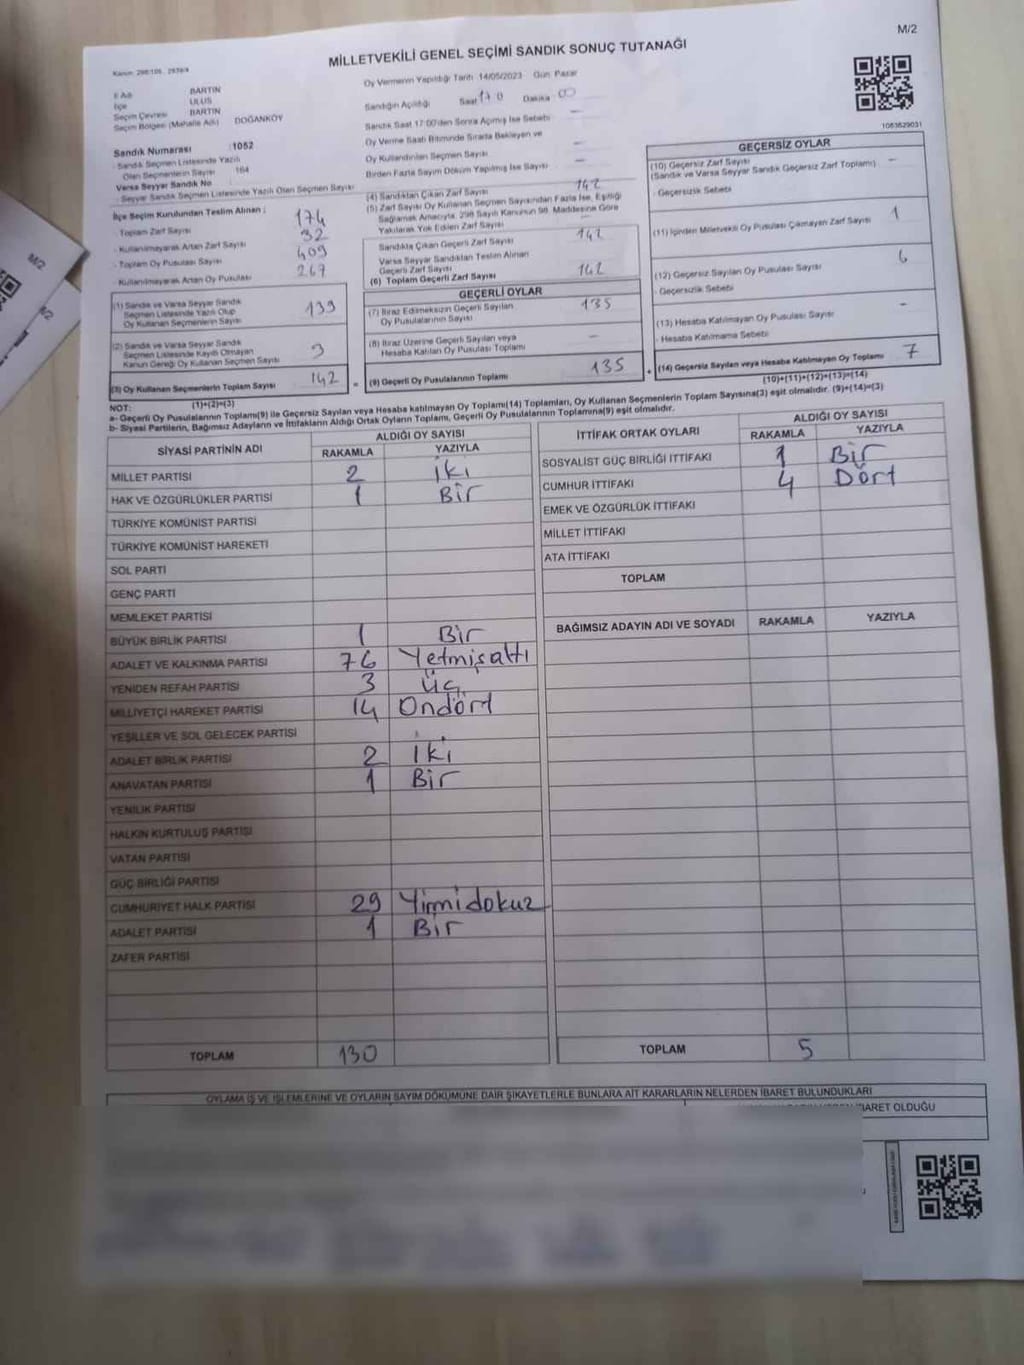 M/2
MİLLETVEKİLİ GENEL SEÇİMİ SANDIK SONUÇ TUTANAĞI
İl Adı BARTIN
İlçe ULUS
Seçim Çevresi BARTIN
Seçim Bölgesi (Mahalle Adı) DOĞANKÖY
Sandık Numarası :1052
Sandık Seçmen Listesinde Yazılı
Olan Seçmenlerin Sayısı 164
Varsa Seyyar Sandık No
Seyyar Sandık Seçmen Listesinde Yazılı Olan Seçmen Sayısı
Oy Vermenin Yapıldığı Tarih 14/05/2023 Gün Pazar
Sandığın Açıldığı Saat 17 0 Dakika 00
Sandık Saat 17:00'den Sonra Açılmış İse Sebebi -
Oy Verme Saati Bitiminde Sırada Bekleyen ve
Oy Kullandırılan Seçmen Sayısı -
Birden Fazla Sayım Döküm Yapılmış İse Sayısı -
1063629031
İlçe Seçim Kurulundan Teslim Alınan :
- Toplam Zarf Sayısı 174
- Kullanılmayarak Artan Zarf Sayısı 32
- Toplam Oy Pusulası Sayısı 409
- Kullanılmayarak Artan Oy Pusulası 267
(1) Sandık ve Varsa Seyyar Sandık
Seçmen Listesinde Yazılı Olup
Oy Kullanan Seçmenlerin Sayısı 139
(2) Sandık ve Varsa Seyyar Sandık
Seçmen Listesinde Kayıtlı Olmayan
Kanun Gereği Oy Kullanan Seçmen Sayısı 3
(3) Oy Kullanan Seçmenlerin Toplam Sayısı 142
(1)+(2)=(3)
(4) Sandıktan Çıkan Zarf Sayısı 142
(5) Zarf Sayısı Oy Kullanan Seçmen Sayısından Fazla İse, Eşitliği
Sağlamak Amacıyla, 298 Sayılı Kanunun 98. Maddesine Göre
Yakılarak Yok Edilen Zarf Sayısı -
Sandıkta Çıkan Geçerli Zarf Sayısı 142
Varsa Seyyar Sandıktan Teslim Alınan
Geçerli Zarf Sayısı
(6) Toplam Geçerli Zarf Sayısı 142
GEÇERLİ OYLAR
(7) İtiraz Edilmeksizin Geçerli Sayılan
Oy Pusulalarının Sayısı 135
(8) İtiraz Üzerine Geçerli Sayılan veya
Hesaba Katılan Oy Pusulaları Toplamı -
(9) Geçerli Oy Pusulalarının Toplamı 135
GEÇERSİZ OYLAR
(10) Geçersiz Zarf Sayısı
(Sandık ve Varsa Seyyar Sandık Geçersiz Zarf Toplamı) -
- Geçersizlik Sebebi
(11) İçinden Milletvekili Oy Pusulası Çıkmayan Zarf Sayısı 1
(12) Geçersiz Sayılan Oy Pusulası Sayısı 6
- Geçersizlik Sebebi
(13) Hesaba Katılmayan Oy Pusulası Sayısı -
- Hesaba Katılmama Sebebi
(14) Geçersiz Sayılan veya Hesaba Katılmayan Oy Toplamı 7
(10)+(11)+(12)+(13)=(14)
NOT:
a- Geçerli Oy Pusulalarının Toplamı(9) ile Geçersiz Sayılan veya Hesaba katılmayan Oy Toplamı(14) Toplamları, Oy Kullanan Seçmenlerin Toplam Sayısına(3) eşit olmalıdır. (9)+(14)=(3)
b- Siyasi Partilerin, Bağımsız Adayların ve İttifakların Aldığı Ortak Oyların Toplamı, Geçerli Oy Pusulalarının Toplamına(9) eşit olmalıdır.
SİYASİ PARTİNİN ADI ALDIĞI OY SAYISI
RAKAMLA YAZIYLA
MİLLET PARTİSİ 2 iki
HAK VE ÖZGÜRLÜKLER PARTİSİ 1 Bir
TÜRKİYE KOMÜNİST PARTİSİ
TÜRKİYE KOMÜNİST HAREKETİ
SOL PARTİ
GENÇ PARTİ
MEMLEKET PARTİSİ
BÜYÜK BİRLİK PARTİSİ 1 Bir
ADALET VE KALKINMA PARTİSİ 76 Yetmişaltı
YENİDEN REFAH PARTİSİ 3 Üç
MİLLİYETÇİ HAREKET PARTİSİ 14 Ondört
YEŞİLLER VE SOL GELECEK PARTİSİ
ADALET BİRLİK PARTİSİ 2 İki
ANAVATAN PARTİSİ 1 Bir
YENİLİK PARTİSİ
HALKIN KURTULUŞ PARTİSİ
VATAN PARTİSİ
GÜÇ BİRLİĞİ PARTİSİ
CUMHURİYET HALK PARTİSİ 29 Yirmidokuz
ADALET PARTİSİ 1 Bir
ZAFER PARTİSİ
TOPLAM 130
İTTİFAK ORTAK OYLARI ALDIĞI OY SAYISI
RAKAMLA YAZIYLA
SOSYALİST GÜÇ BİRLİĞİ İTTİFAKI 1 Bir
CUMHUR İTTİFAKI 4 Dört
EMEK VE ÖZGÜRLÜK İTTİFAKI
MİLLET İTTİFAKI
ATA İTTİFAKI
TOPLAM
BAĞIMSIZ ADAYIN ADI VE SOYADI RAKAMLA YAZIYLA
TOPLAM 5
OYLAMA İŞ VE İŞLEMLERİNE VE OYLARIN SAYIM DÖKÜMÜNE DAİR ŞİKAYETLERLE BUNLARA AİT KARARLARIN NELERDEN İBARET BULUNDUKLARI
İBARET OLDUĞU
M/2
M/2